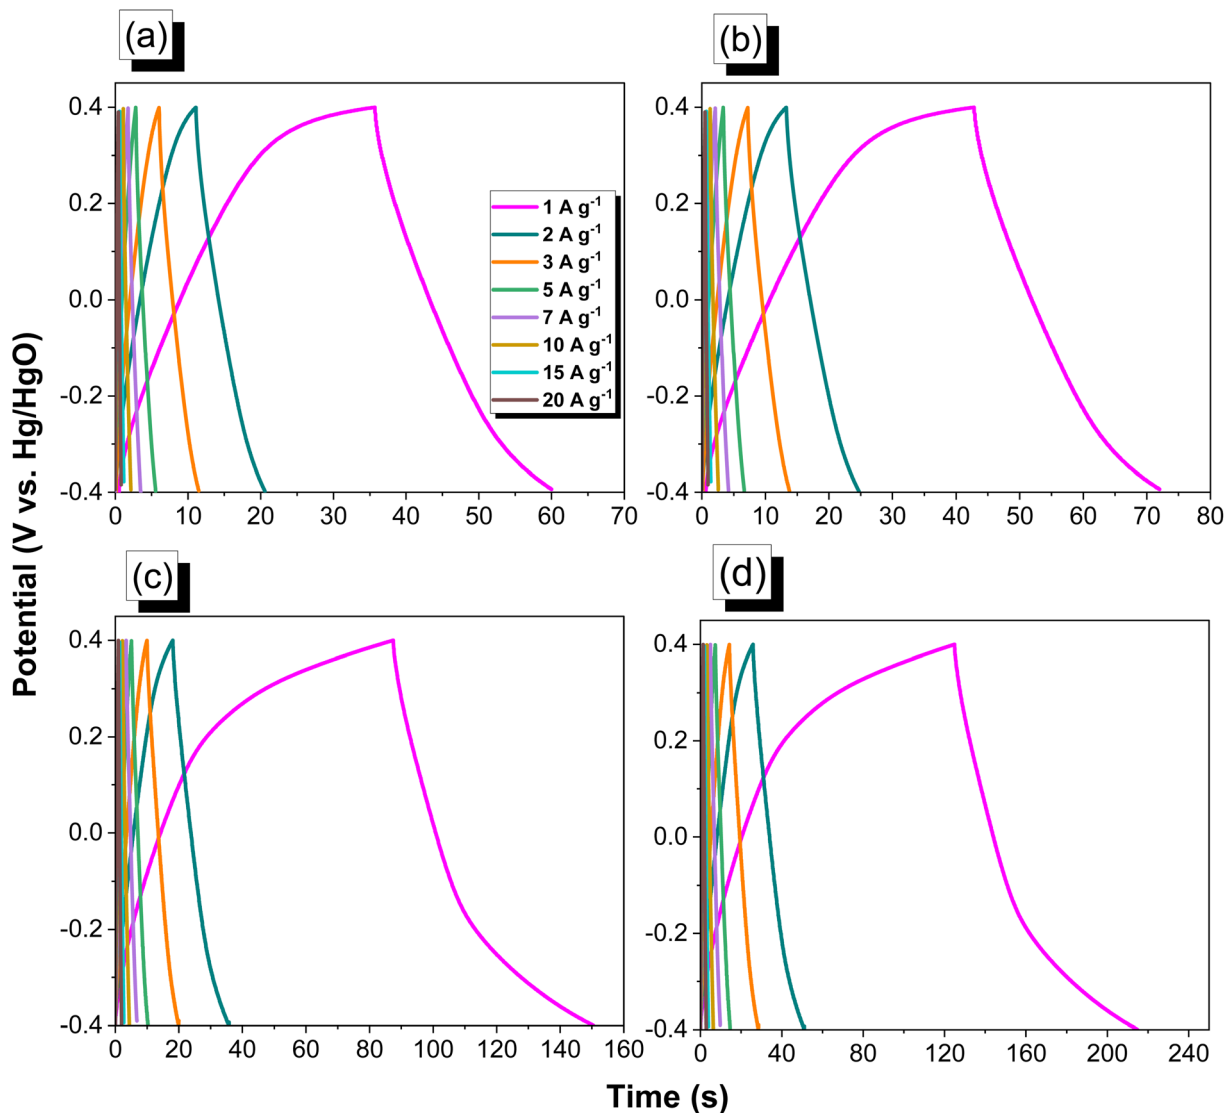 (a)
(b)
0.4
0.2
0.0
-0.2
-0.4
0 10 20 30 40 50 60 70
1 A g⁻¹
2 A g⁻¹
3 A g⁻¹
5 A g⁻¹
7 A g⁻¹
10 A g⁻¹
15 A g⁻¹
20 A g⁻¹
0.4
0.2
0.0
-0.2
-0.4
0 10 20 30 40 50 60 70 80
Potential (V vs. Hg/HgO)
(c)
(d)
0.4
0.2
0.0
-0.2
-0.4
0 20 40 60 80 100 120 140 160
0.4
0.2
0.0
-0.2
-0.4
0 40 80 120 160 200 240
Time (s)